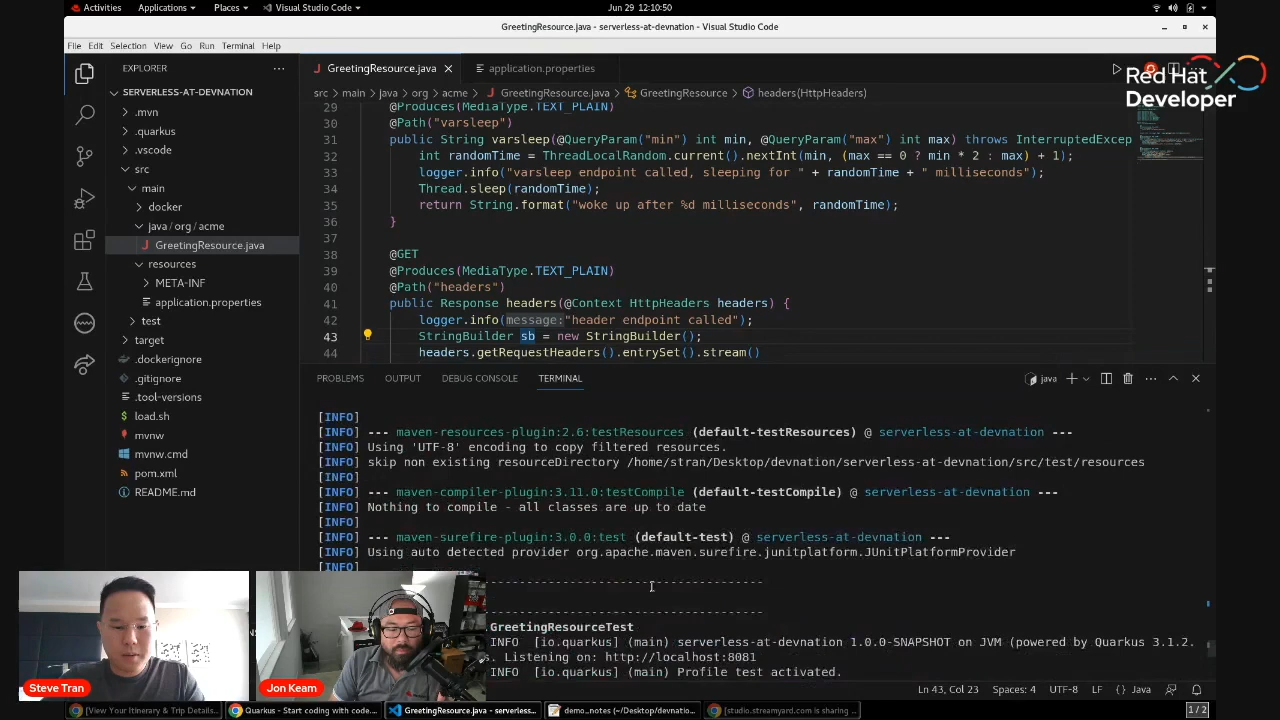 Activities Applications Places Visual Studio Code Jun 29 12:10:50
GreetingResource.java - serverless-at-devnation - Visual Studio Code
File Edit Selection View Go Run Terminal Help
EXPLORER
GreetingResource.java application.properties
Red Hat
Developer
SERVERLESS-AT-DEVNATION
src > main > java > org > acme > GreetingResource.java > GreetingResource > headers(HttpHeaders)
.mvn
.quarkus
.vscode
src
main
docker
java / org / acme
GreetingResource.java
resources
META-INF
application.properties
test
target
.dockerignore
.gitignore
.tool-versions
load.sh
mvnw
mvnw.cmd
pom.xml
README.md
29 @Produces(MediaType.TEXT_PLAIN)
30 @Path("varsleep")
31 public String varsleep(@QueryParam("min") int min, @QueryParam("max") int max) throws InterruptedExcep
32 int randomTime = ThreadLocalRandom.current().nextInt(min, (max == 0 ? min * 2 : max) + 1);
33 logger.info("varsleep endpoint called, sleeping for " + randomTime + " milliseconds");
34 Thread.sleep(randomTime);
35 return String.format("woke up after %d milliseconds", randomTime);
36 }
37
38 @GET
39 @Produces(MediaType.TEXT_PLAIN)
40 @Path("headers")
41 public Response headers(@Context HttpHeaders headers) {
42 logger.info(message:"header endpoint called");
43 StringBuilder sb = new StringBuilder();
44 headers.getRequestHeaders().entrySet().stream()
PROBLEMS OUTPUT DEBUG CONSOLE TERMINAL java
[INFO]
[INFO] --- maven-resources-plugin:2.6:testResources (default-testResources) @ serverless-at-devnation ---
[INFO] Using 'UTF-8' encoding to copy filtered resources.
[INFO] skip non existing resourceDirectory /home/stran/Desktop/devnation/serverless-at-devnation/src/test/resources
[INFO]
[INFO] --- maven-compiler-plugin:3.11.0:testCompile (default-testCompile) @ serverless-at-devnation ---
[INFO] Nothing to compile - all classes are up to date
[INFO]
[INFO] --- maven-surefire-plugin:3.0.0:test (default-test) @ serverless-at-devnation ---
[INFO] Using auto detected provider org.apache.maven.surefire.junitplatform.JUnitPlatformProvider
[INFO]
GreetingResourceTest
INFO [io.quarkus] (main) serverless-at-devnation 1.0.0-SNAPSHOT on JVM (powered by Quarkus 3.1.2.
s. Listening on: http://localhost:8081
INFO [io.quarkus] (main) Profile test activated.
Steve Tran
Jon Keam
Ln 43, Col 23 Spaces: 4 UTF-8 LF {} Java
[View Your Itinerary & Trip Details... Quarkus - Start coding with code.... GreetingResource.java - serverless... demo_notes (~/Desktop/devnatio... [studio.streamyard.com is sharing ... 1 / 2